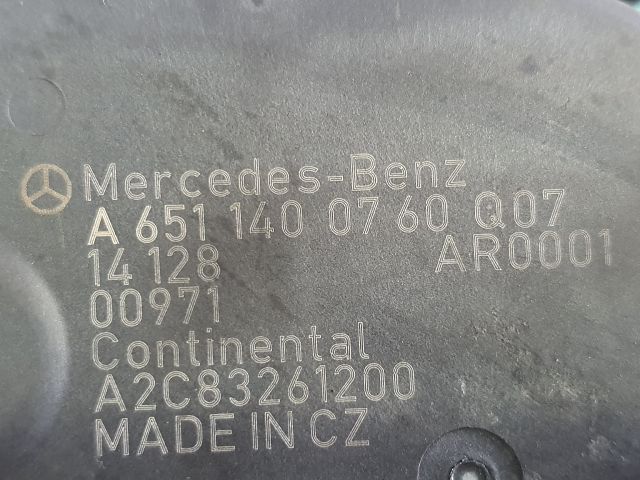 Mercedes-Benz
A 651 140 07 60 Q07
14 128 AR0001
00971
Continental
A2C83261200
MADE IN CZ